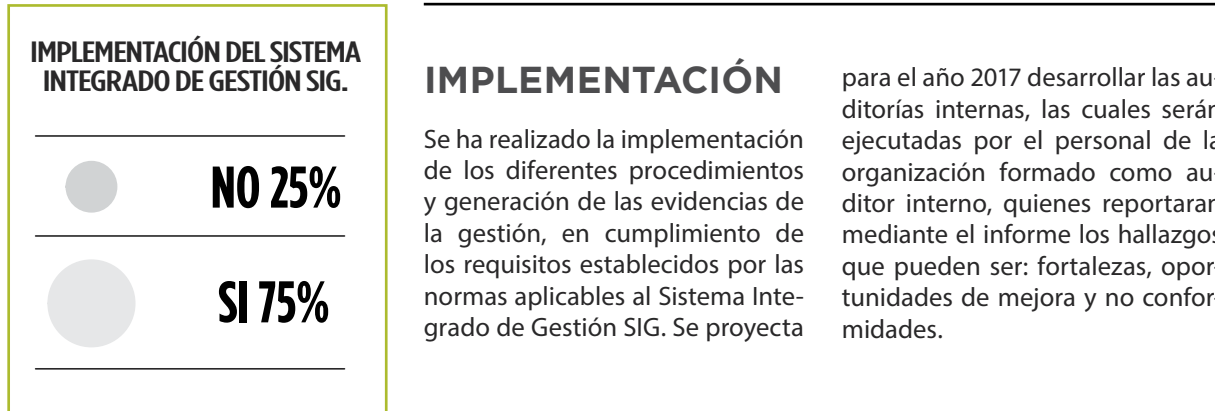 IMPLEMENTACIÓN DEL SISTEMA
INTEGRADO DE GESTIÓN SIG.
NO 25%
SI 75%
IMPLEMENTACIÓN
Se ha realizado la implementación
de los diferentes procedimientos
y generación de las evidencias de
la gestión, en cumplimiento de
los requisitos establecidos por las
normas aplicables al Sistema Inte-
grado de Gestión SIG. Se proyecta
para el año 2017 desarrollar las au-
ditorías internas, las cuales serán
ejecutadas por el personal de la
organización formado como au-
ditor interno, quienes reportaran
mediante el informe los hallazgos
que pueden ser: fortalezas, opor-
tunidades de mejora y no confor-
midades.